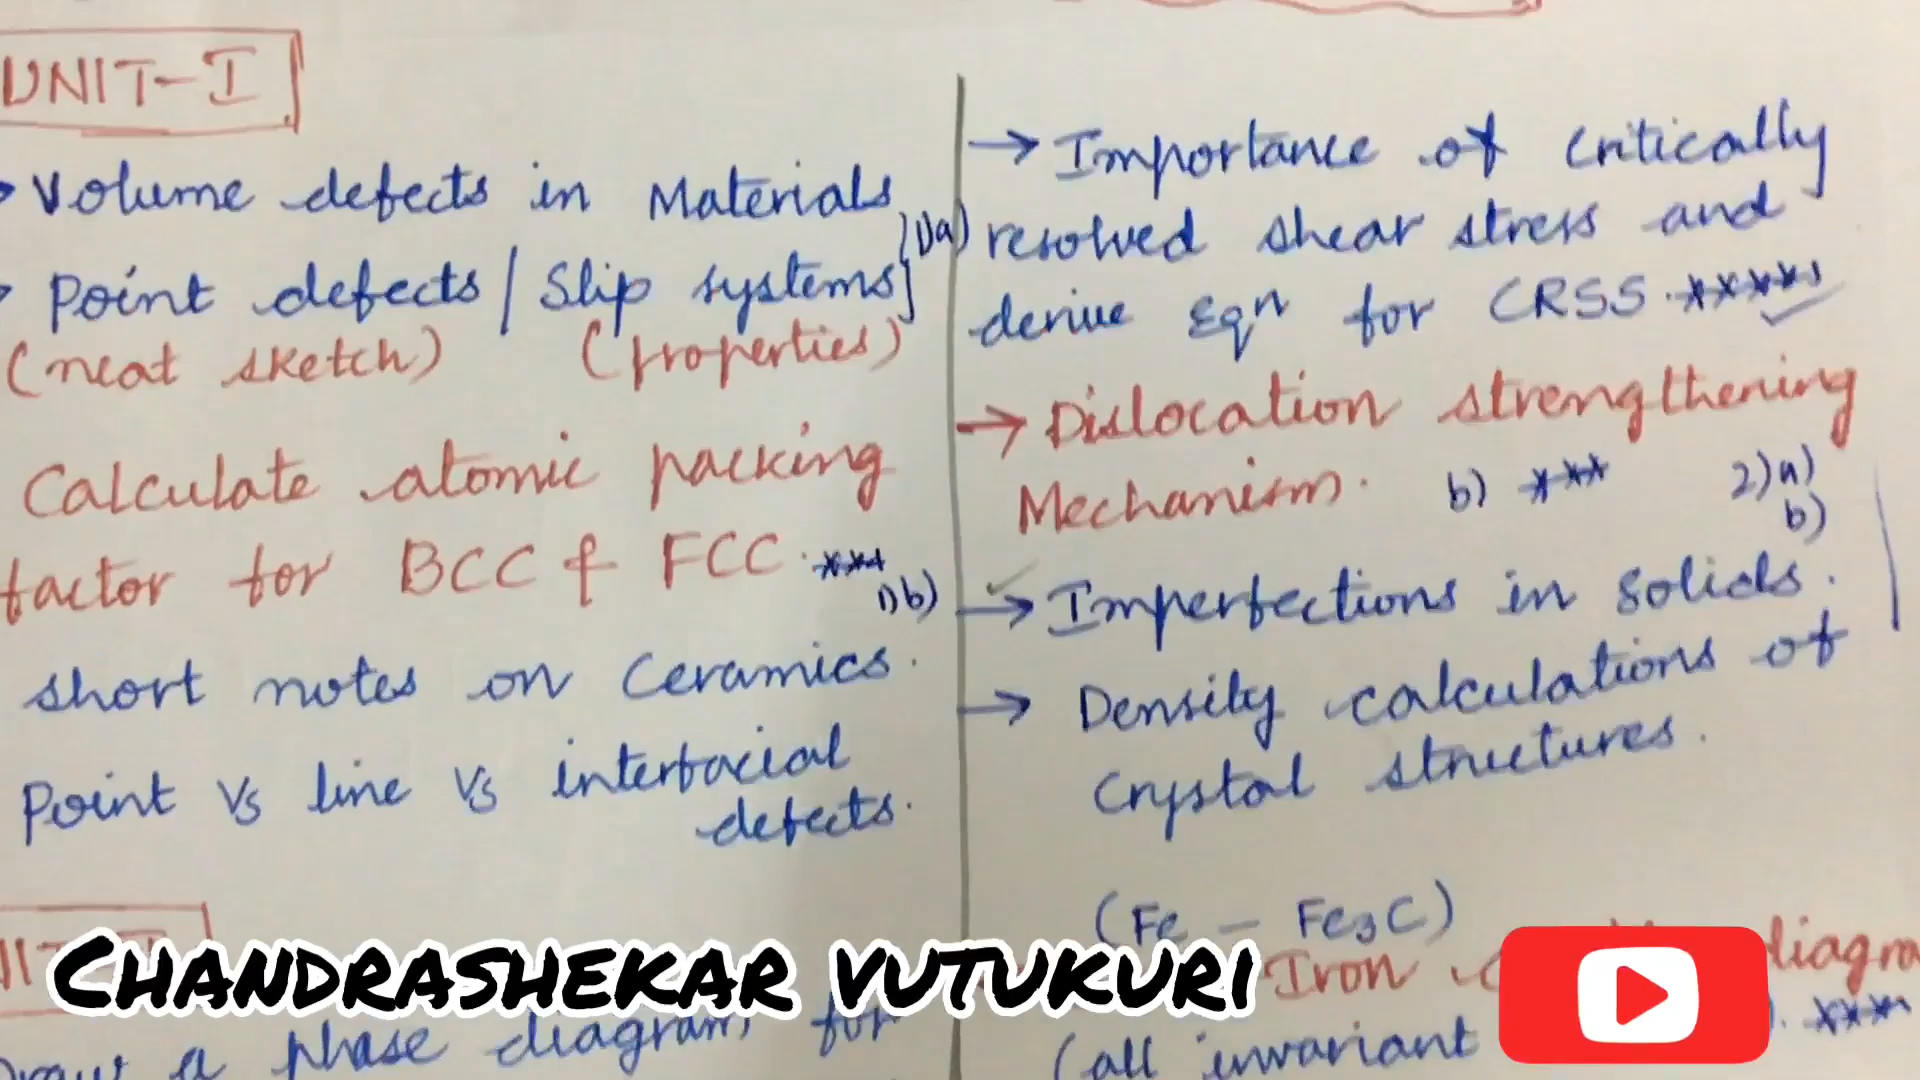 UNIT-I
Volume defects in Materials
Point defects / Slip systems
(neat sketch) (properties)
1)a)
Calculate atomic packing
factor for BCC & FCC. ***
1)b)
short notes on Ceramics.
Point Vs line Vs interfacial
defects.
→ Importance of critically
resolved shear stress and
derive Eqn for CRSS. *****
→ Dislocation strengthening
Mechanism. b) *** 2)a)
b)
→ Imperfections in solids.
→ Density calculations of
crystal structures.
(Fe - Fe3C)
Iron
diagra
****
Draw a phase diagram for
(all invariant
CHANDRASHEKAR VUTUKURI